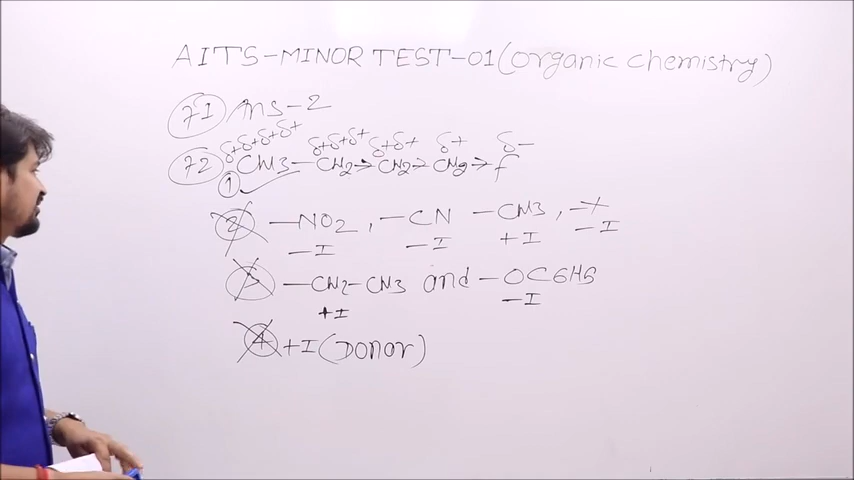 AITS-MINOR TEST-01 (Organic Chemistry)
71 Ans-2
δ+δ+δ+δ+ δ+δ+δ+ δ+δ+ δ+ δ-
72 CH3-CH2→CH2→CH2→F
1
2 -NO2, -CN -CH3, -X
-I -I +I -I
3 -CH2-CH3 and -OC6H5
+I -I
4 +I (Donor)